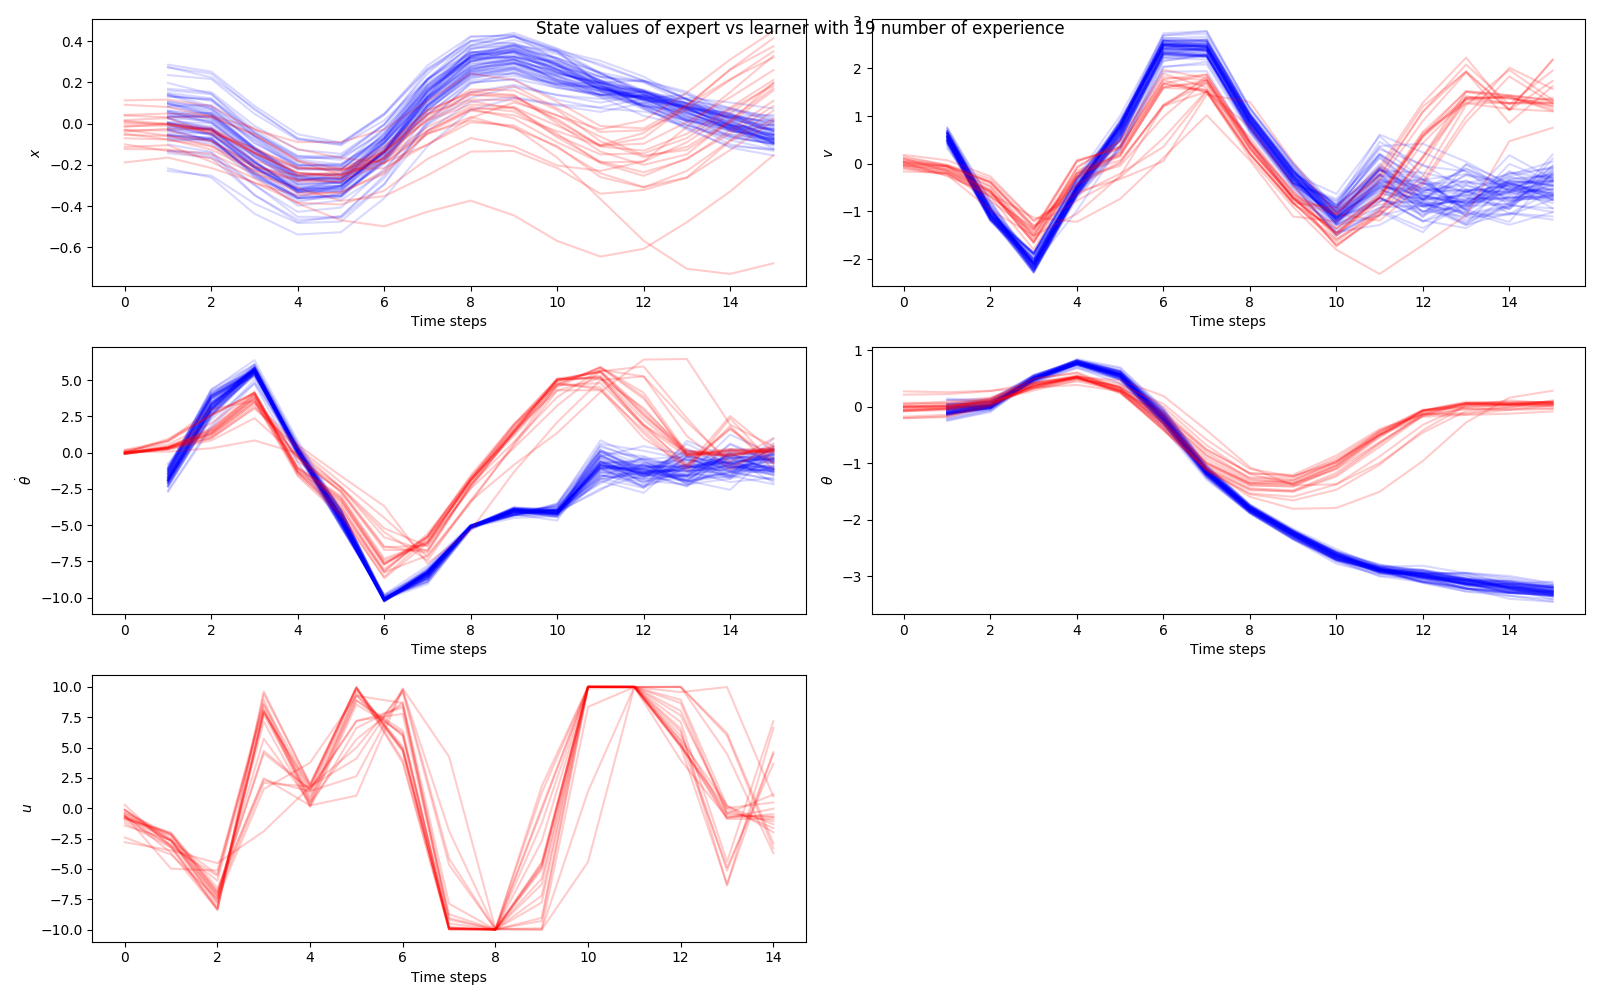 State values of expert vs learner with 19 number of experience
0.4
0.2
0.0
−0.2
−0.4
−0.6
x
0 2 4 6 8 10 12 14
Time steps
3
2
1
0
−1
−2
v
0 2 4 6 8 10 12 14
Time steps
5.0
2.5
0.0
−2.5
−5.0
−7.5
−10.0
θ̇
0 2 4 6 8 10 12 14
Time steps
1
0
−1
−2
−3
θ
0 2 4 6 8 10 12 14
Time steps
10.0
7.5
5.0
2.5
0.0
−2.5
−5.0
−7.5
−10.0
u
0 2 4 6 8 10 12 14
Time steps